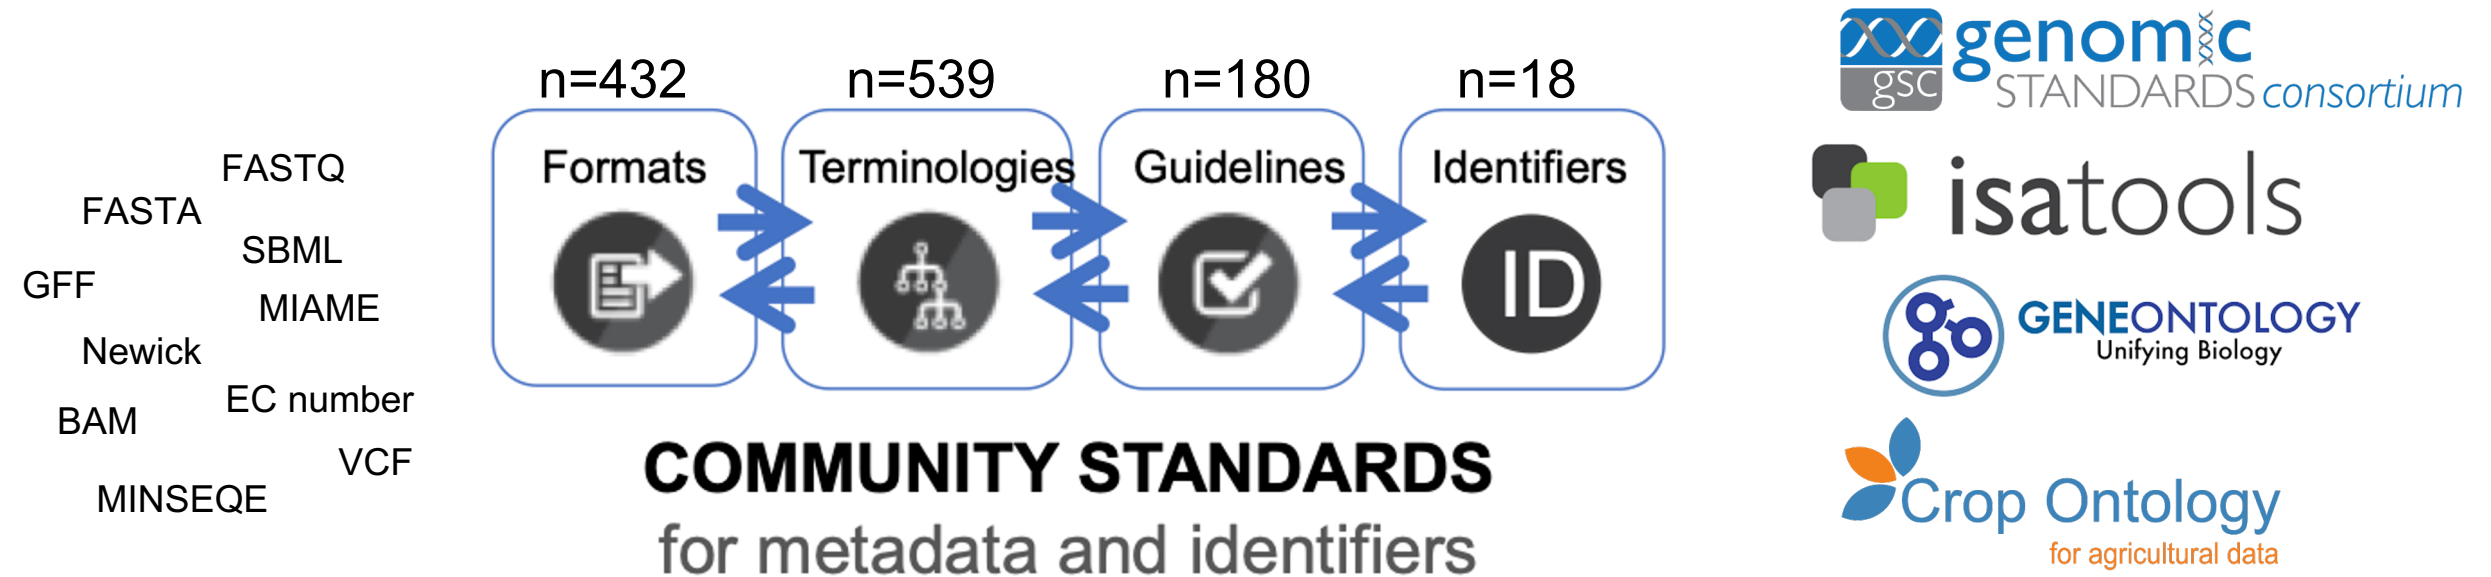 FASTQ
FASTA
SBML
GFF
MIAME
Newick
EC number
BAM
VCF
MINSEQE
n=432
n=539
n=180
n=18
Formats
Terminologies
Guidelines
Identifiers
ID
COMMUNITY STANDARDS
for metadata and identifiers
genomic
gsc
STANDARDS consortium
isatools
GENEONTOLOGY
Unifying Biology
Crop Ontology
for agricultural data